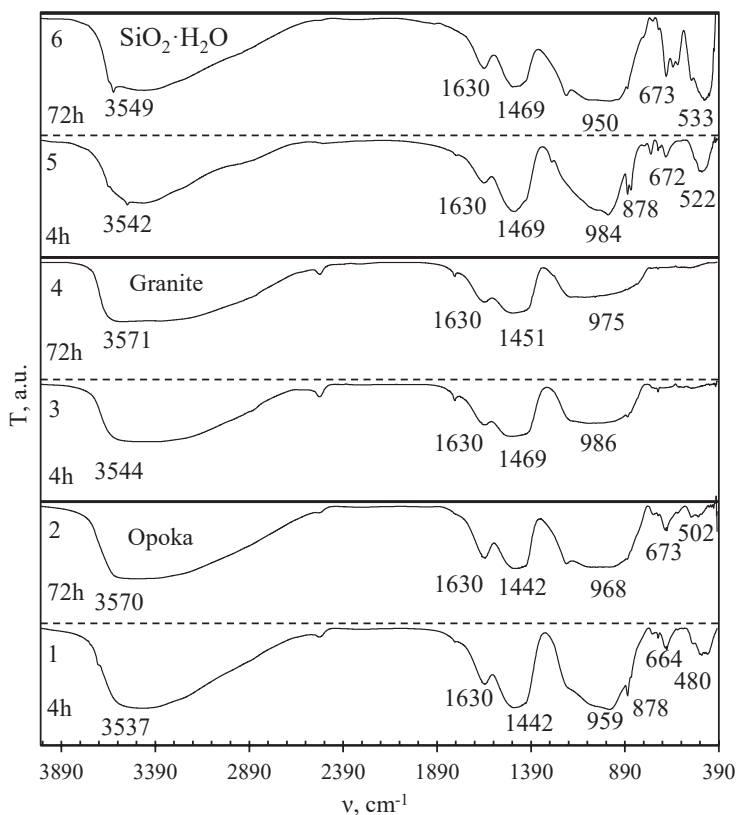 6 SiO₂·H₂O
1630 673
3549 1469 950 533
72h
5
1630 672
3542 1469 984 878 522
4h
4 Granite
1630
3571 1451 975
72h
3
1630
3544 1469 986
4h
2 Opoka
502
1630 673
3570 1442 968
72h
1
664
1630 480
3537 1442 959 878
4h
T, a.u.
3890 3390 2890 2390 1890 1390 890 390
ν, cm⁻¹